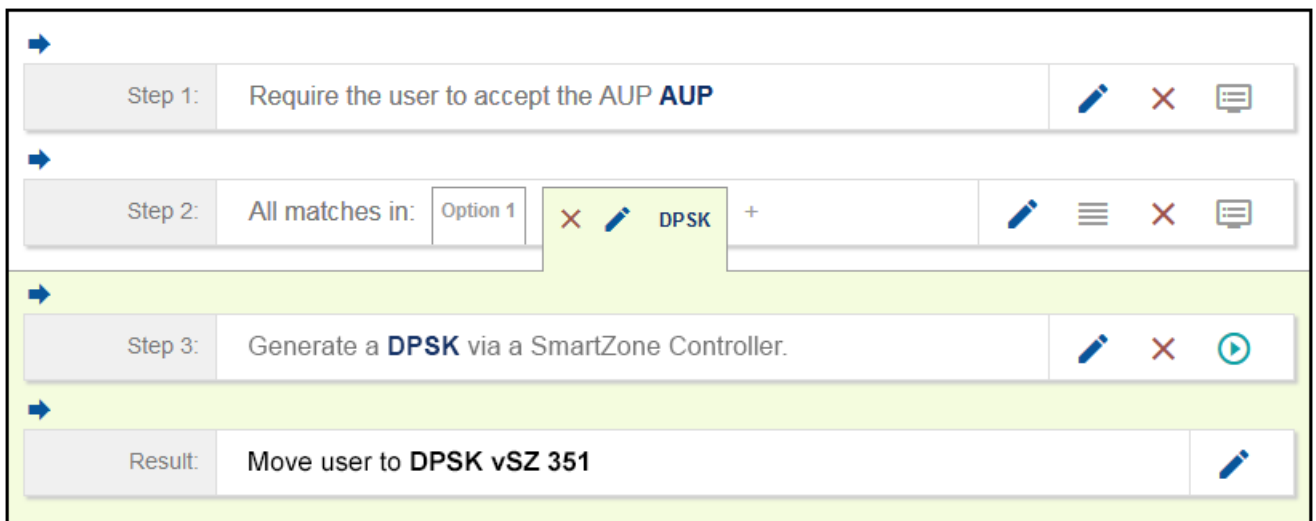 Step 1: Require the user to accept the AUP AUP
Step 2: All matches in: Option 1 DPSK +
Step 3: Generate a DPSK via a SmartZone Controller.
Result: Move user to DPSK vSZ 351